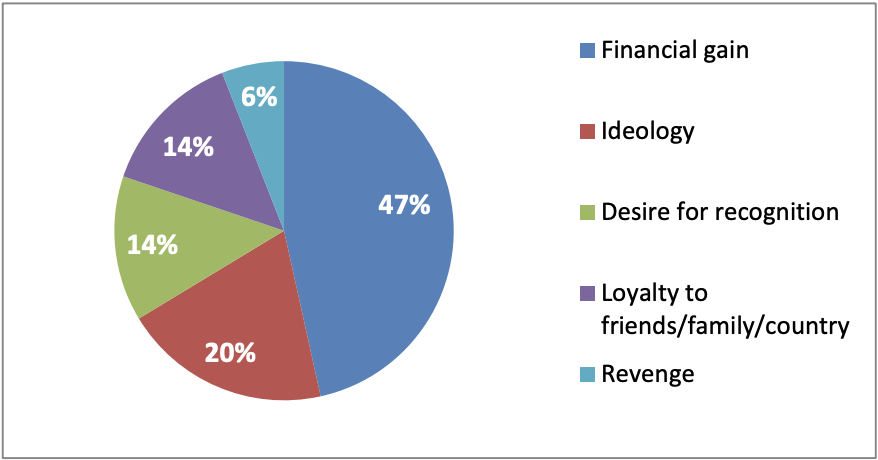 6%
14%
47%
14%
20%
Financial gain
Ideology
Desire for recognition
Loyalty to
friends/family/country
Revenge